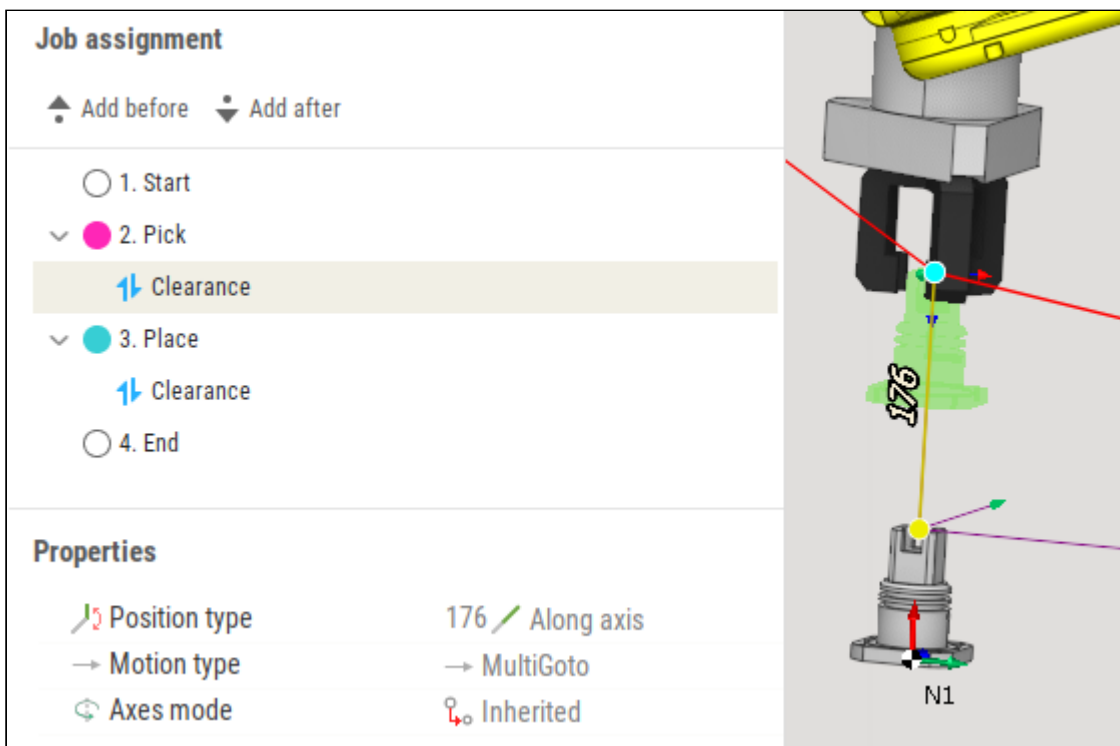 Job assignment
Add before Add after
1. Start
2. Pick
Clearance
3. Place
Clearance
4. End
Properties
Position type 176 Along axis
Motion type MultiGoto
Axes mode Inherited
176
N1